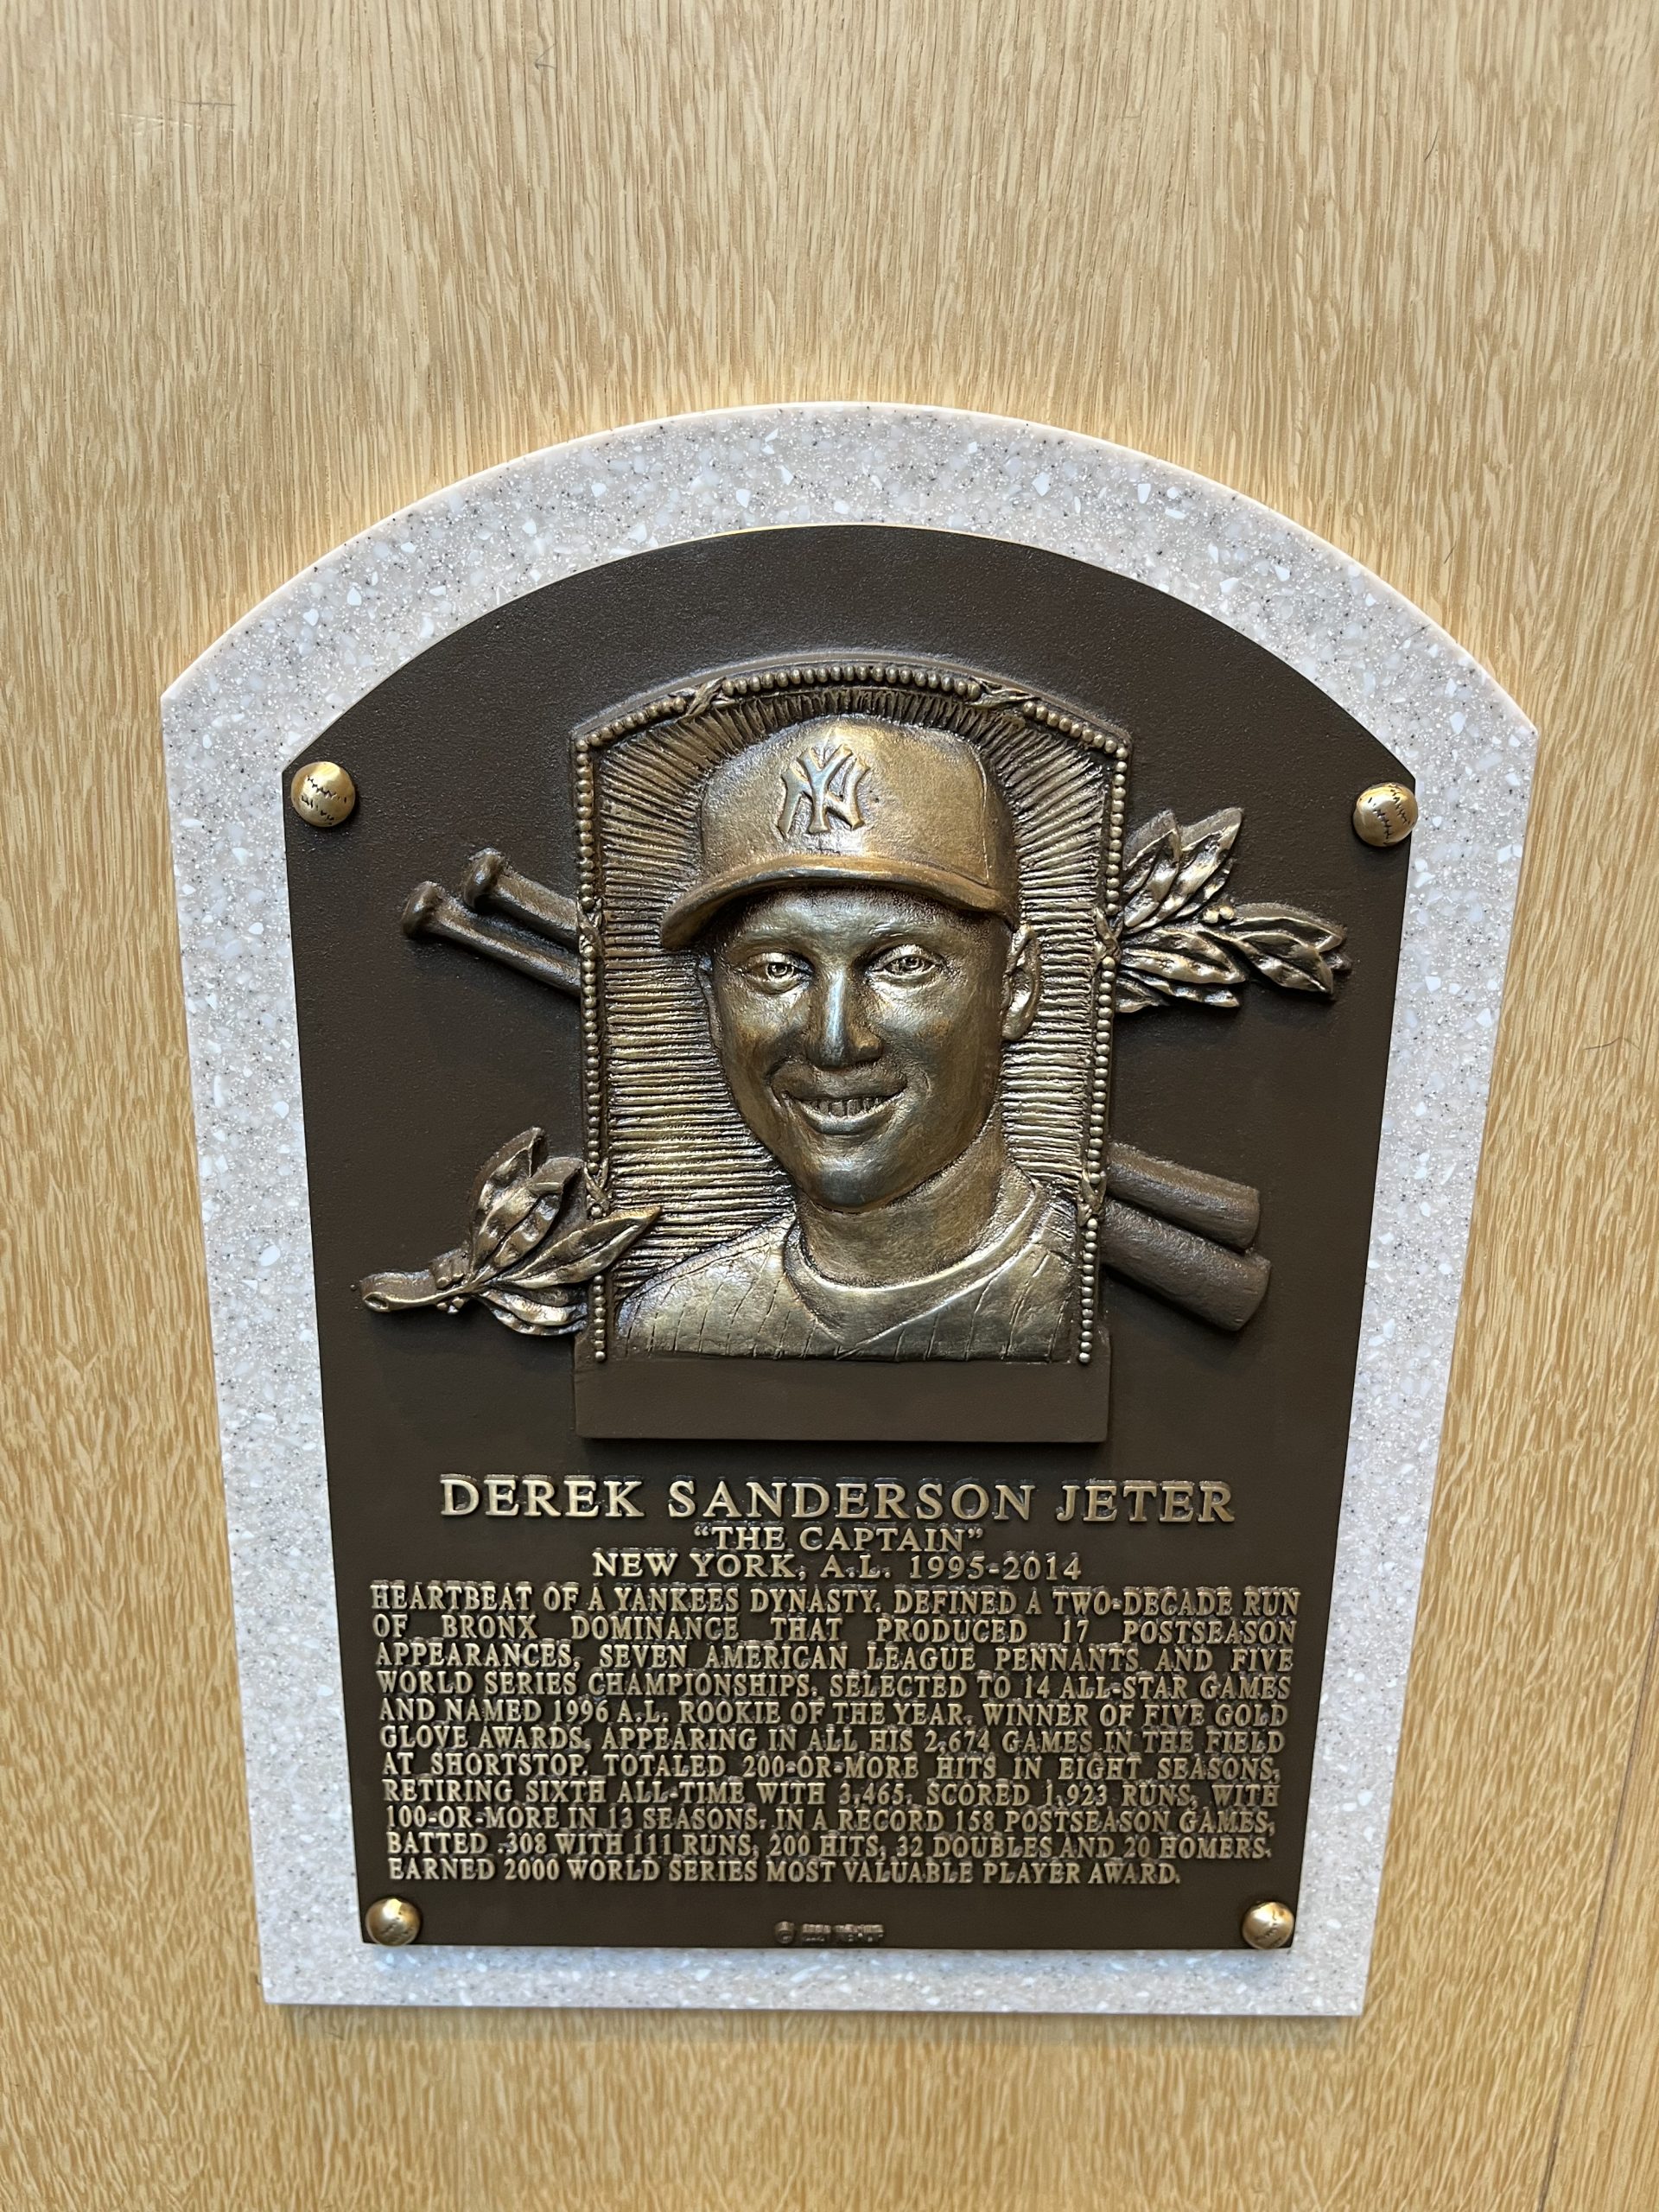 NY
DEREK SANDERSON JETER
“THE CAPTAIN”
NEW YORK, A.L. 1995-2014
HEARTBEAT OF A YANKEES DYNASTY. DEFINED A TWO-DECADE RUN
OF BRONX DOMINANCE THAT PRODUCED 17 POSTSEASON
APPEARANCES, SEVEN AMERICAN LEAGUE PENNANTS AND FIVE
WORLD SERIES CHAMPIONSHIPS. SELECTED TO 14 ALL-STAR GAMES
AND NAMED 1996 A.L. ROOKIE OF THE YEAR. WINNER OF FIVE GOLD
GLOVE AWARDS, APPEARING IN ALL HIS 2,674 GAMES IN THE FIELD
AT SHORTSTOP. TOTALED 200-OR-MORE HITS IN EIGHT SEASONS,
RETIRING SIXTH ALL-TIME WITH 3,465. SCORED 1,923 RUNS, WITH
100-OR-MORE IN 13 SEASONS. IN A RECORD 158 POSTSEASON GAMES,
BATTED .308 WITH 111 RUNS, 200 HITS, 32 DOUBLES AND 20 HOMERS.
EARNED 2000 WORLD SERIES MOST VALUABLE PLAYER AWARD.